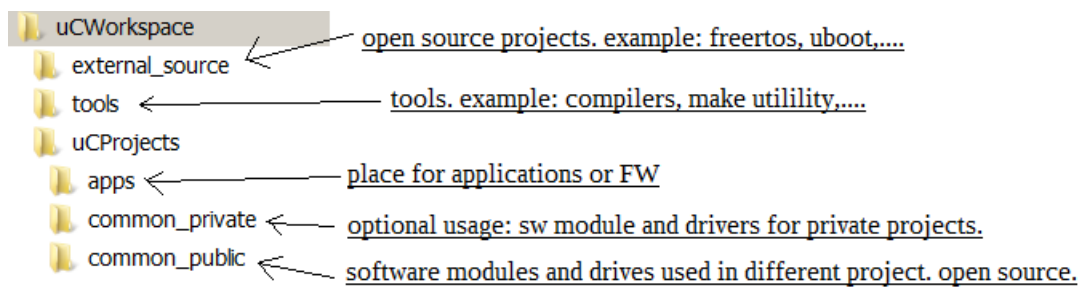 uCWorkspace
open source projects. example: freertos, uboot,....
external_source
tools
tools. example: compilers, make utilility,....
uCProjects
apps
place for applications or FW
common_private
optional usage: sw module and drivers for private projects.
common_public
software modules and drives used in different project. open source.